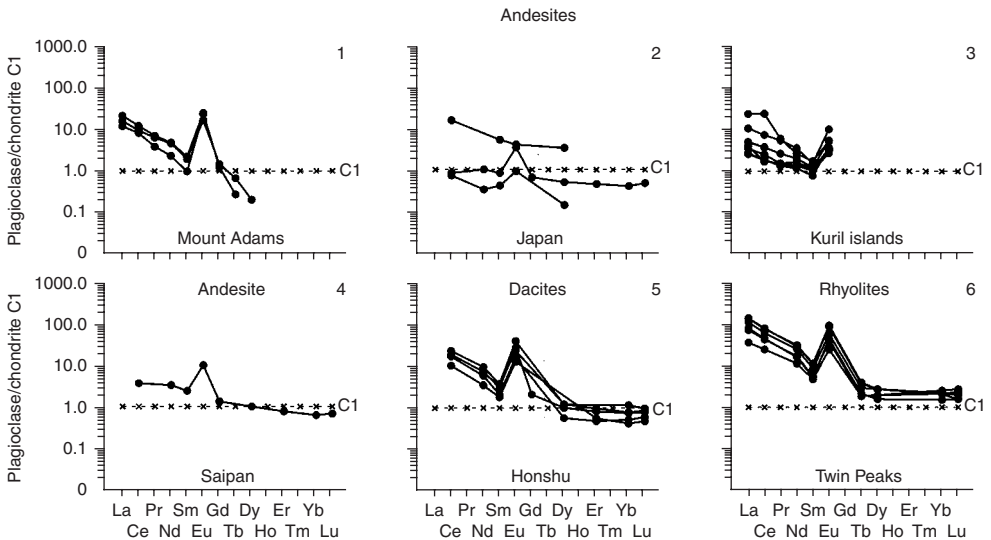 Andesites
Plagioclase/chondrite C1
1000.0
100.0
10.0
1.0
0.1
0
1
C1
Mount Adams
2
C1
Japan
3
C1
Kuril islands
Plagioclase/chondrite C1
1000.0
100.0
10.0
1.0
0.1
0
Andesite 4
C1
Saipan
Dacites 5
C1
Honshu
Rhyolites 6
C1
Twin Peaks
La Pr Sm Gd Dy Er Yb
Ce Nd Eu Tb Ho Tm Lu
La Pr Sm Gd Dy Er Yb
Ce Nd Eu Tb Ho Tm Lu
La Pr Sm Gd Dy Er Yb
Ce Nd Eu Tb Ho Tm Lu